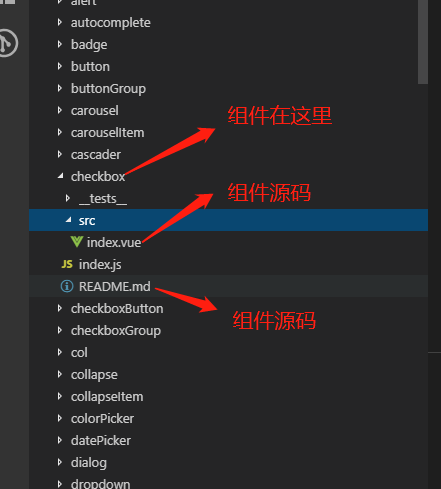 alert
autocomplete
badge
button
buttonGroup
carousel
组件在这里
carouselItem
cascader
checkbox
__tests__
组件源码
src
index.vue
JS index.js
README.md
checkboxButton
组件源码
checkboxGroup
col
collapse
collapseItem
colorPicker
datePicker
dialog
dropdown